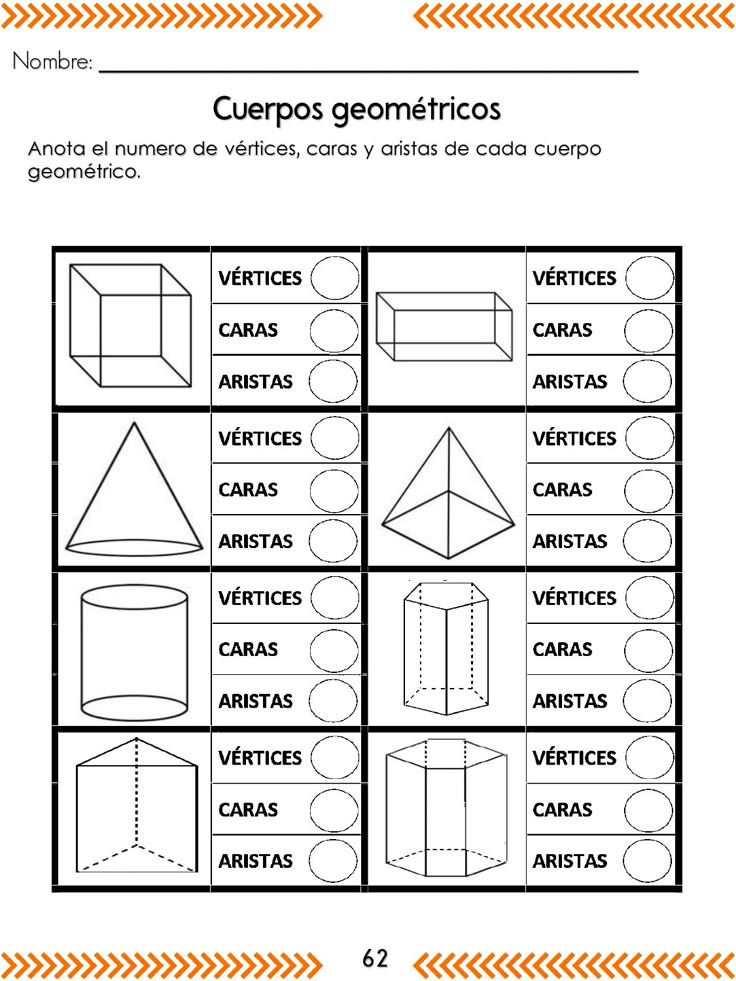 Nombre:
Cuerpos geométricos
Anota el numero de vértices, caras y aristas de cada cuerpo
geométrico.
VÉRTICES
CARAS
ARISTAS
VÉRTICES
CARAS
ARISTAS
VÉRTICES
CARAS
ARISTAS
VÉRTICES
CARAS
ARISTAS
VÉRTICES
CARAS
ARISTAS
VÉRTICES
CARAS
ARISTAS
VÉRTICES
CARAS
ARISTAS
VÉRTICES
CARAS
ARISTAS
62